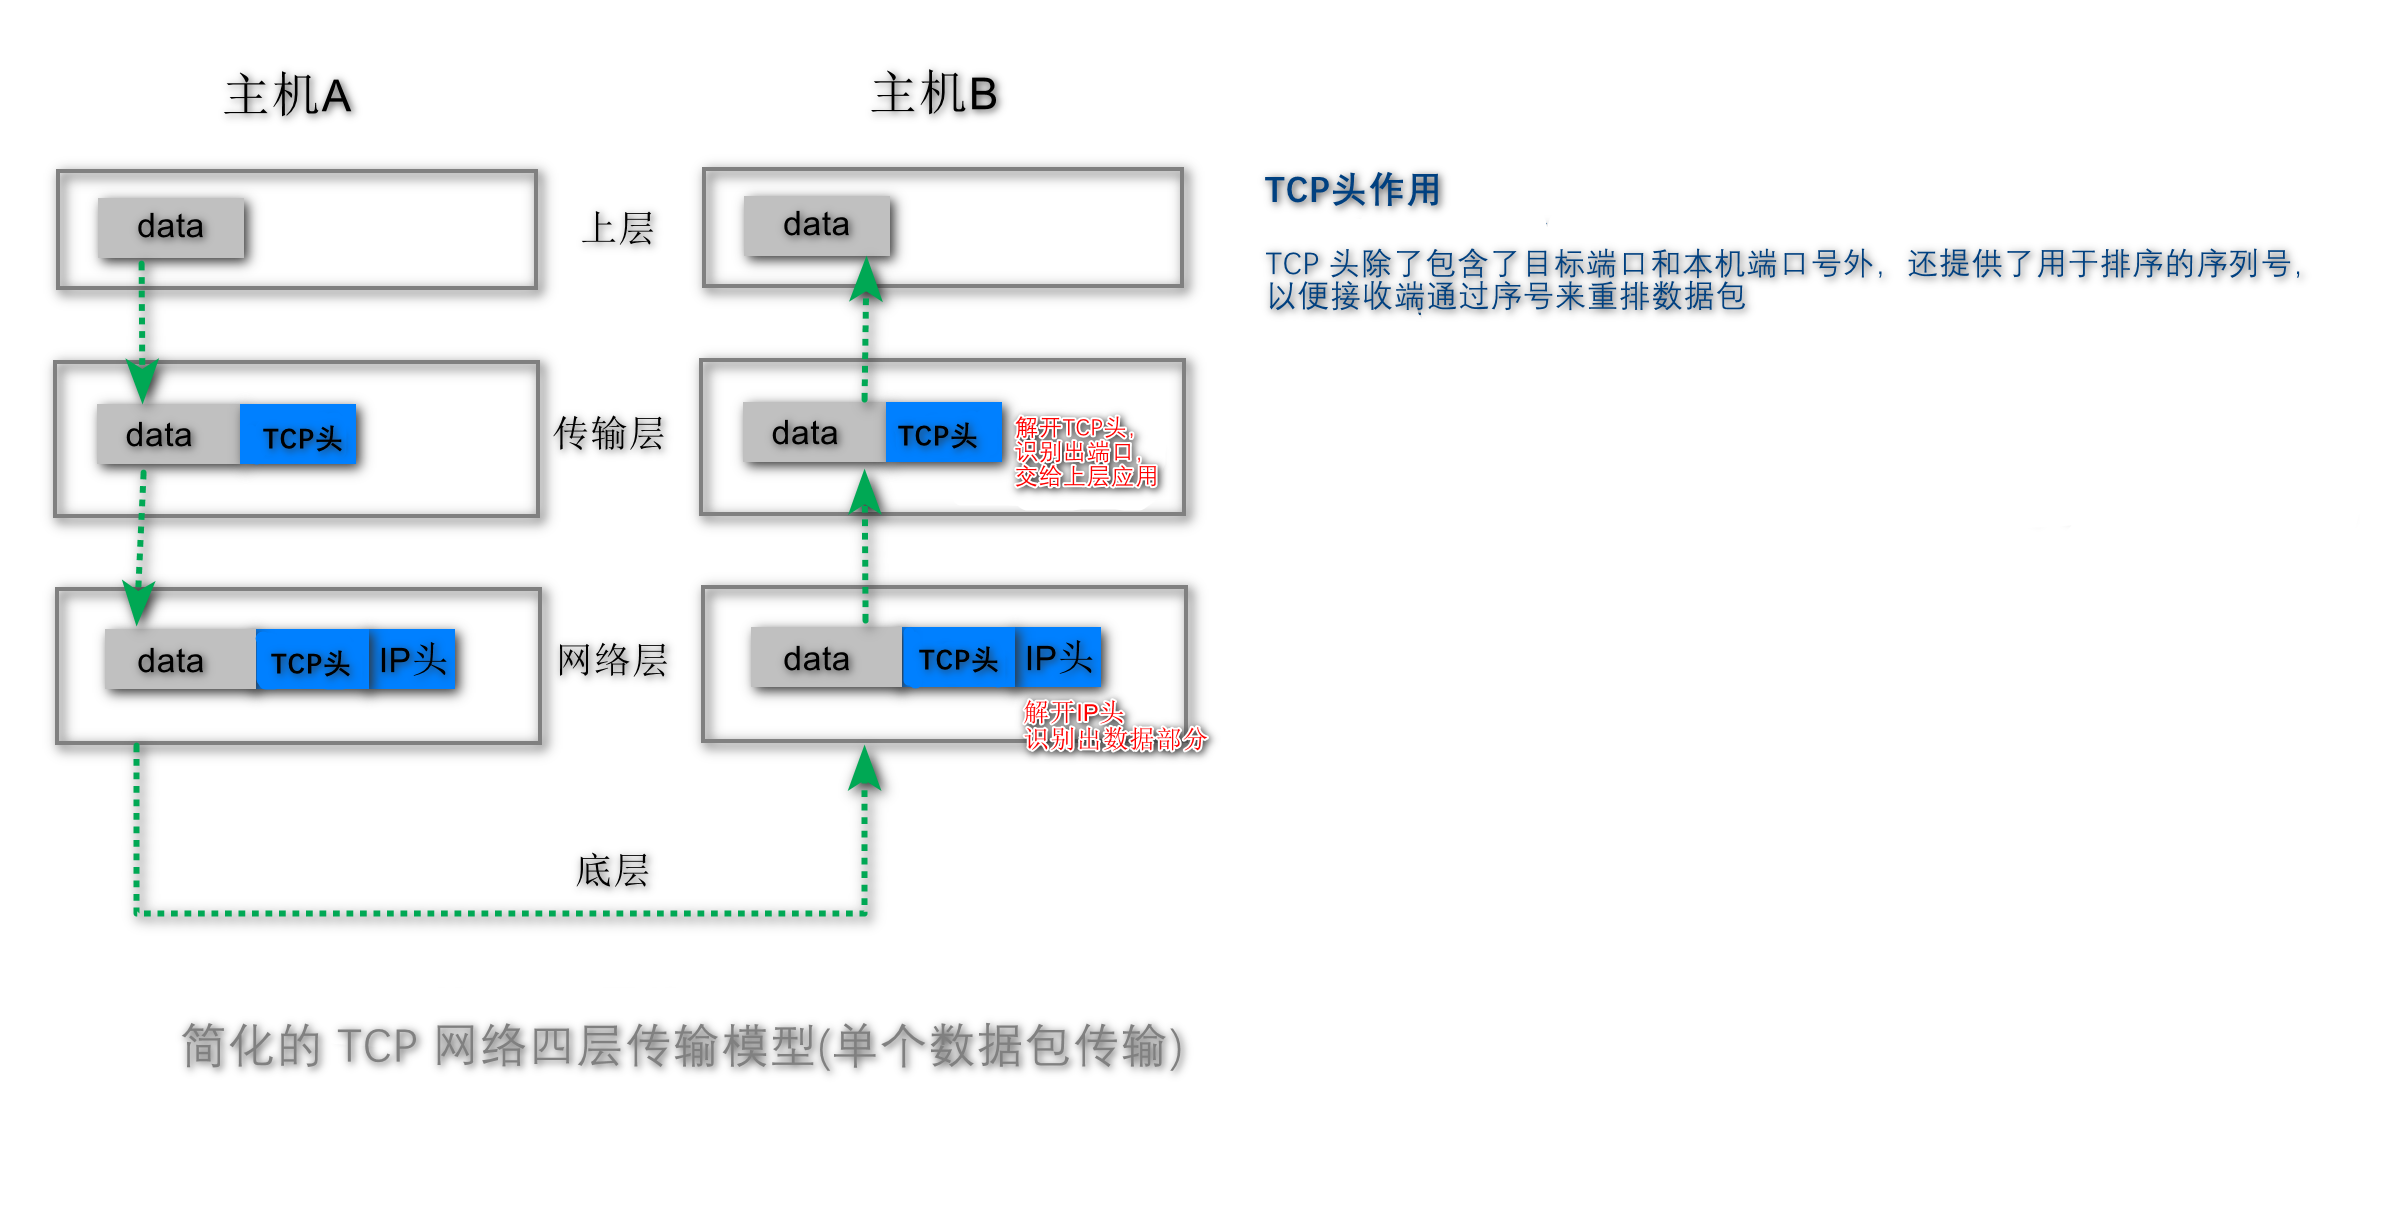 主机A
主机B
data
上层
data
TCP头作用
TCP 头除了包含了目标端口和本机端口号外，还提供了用于排序的序列号，
以便接收端通过序号来重排数据包
data
TCP头
传输层
data
TCP头
解开TCP头，
识别出端口，
交给上层应用
data
TCP头
IP头
网络层
data
TCP头
IP头
解开IP头
识别出数据部分
底层
简化的 TCP 网络四层传输模型(单个数据包传输)